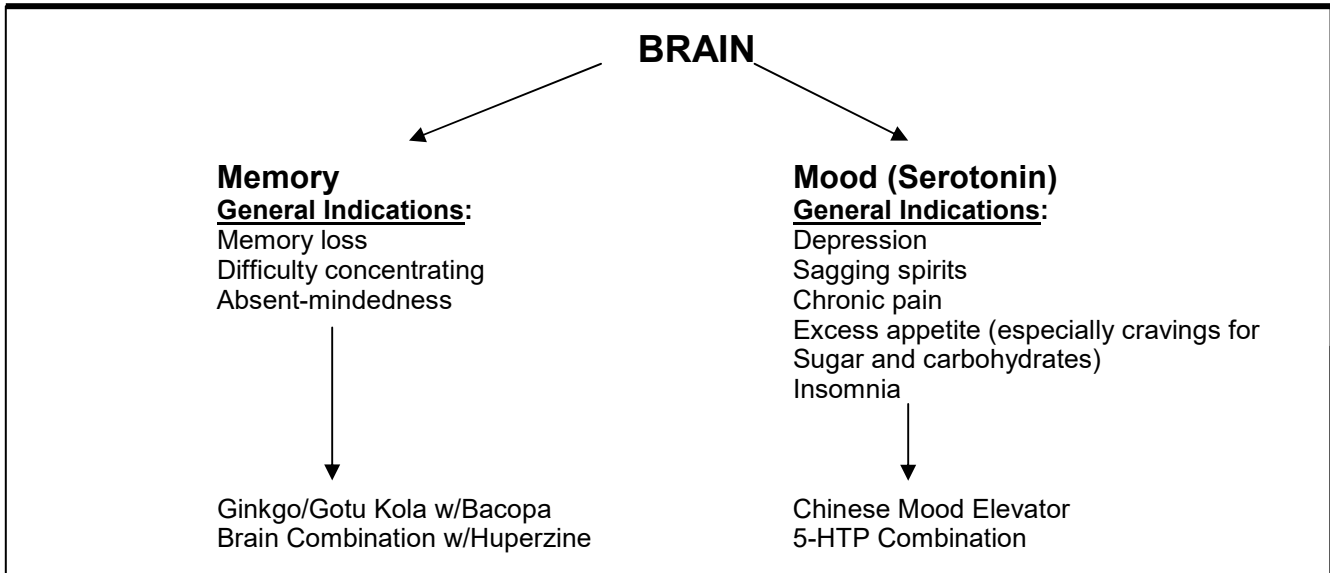 BRAIN
Memory
General Indications:
Memory loss
Difficulty concentrating
Absent-mindedness
Ginkgo/Gotu Kola w/Bacopa
Brain Combination w/Huperzine
Mood (Serotonin)
General Indications:
Depression
Sagging spirits
Chronic pain
Excess appetite (especially cravings for
Sugar and carbohydrates)
Insomnia
Chinese Mood Elevator
5-HTP Combination